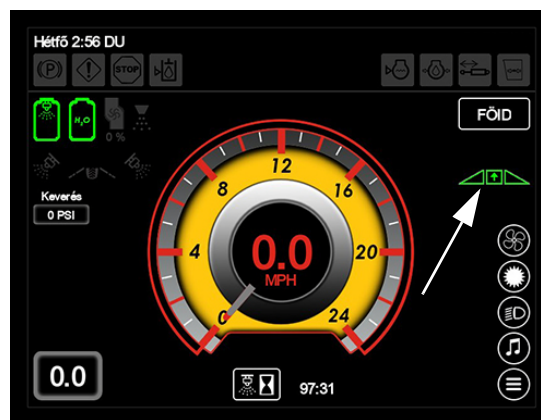 Hétfő 2:56 DU
P
STOP
H₂O
0 %
FÖID
Keverés
0 PSI
0
4
8
12
16
20
24
0.0
MPH
0.0
97:31